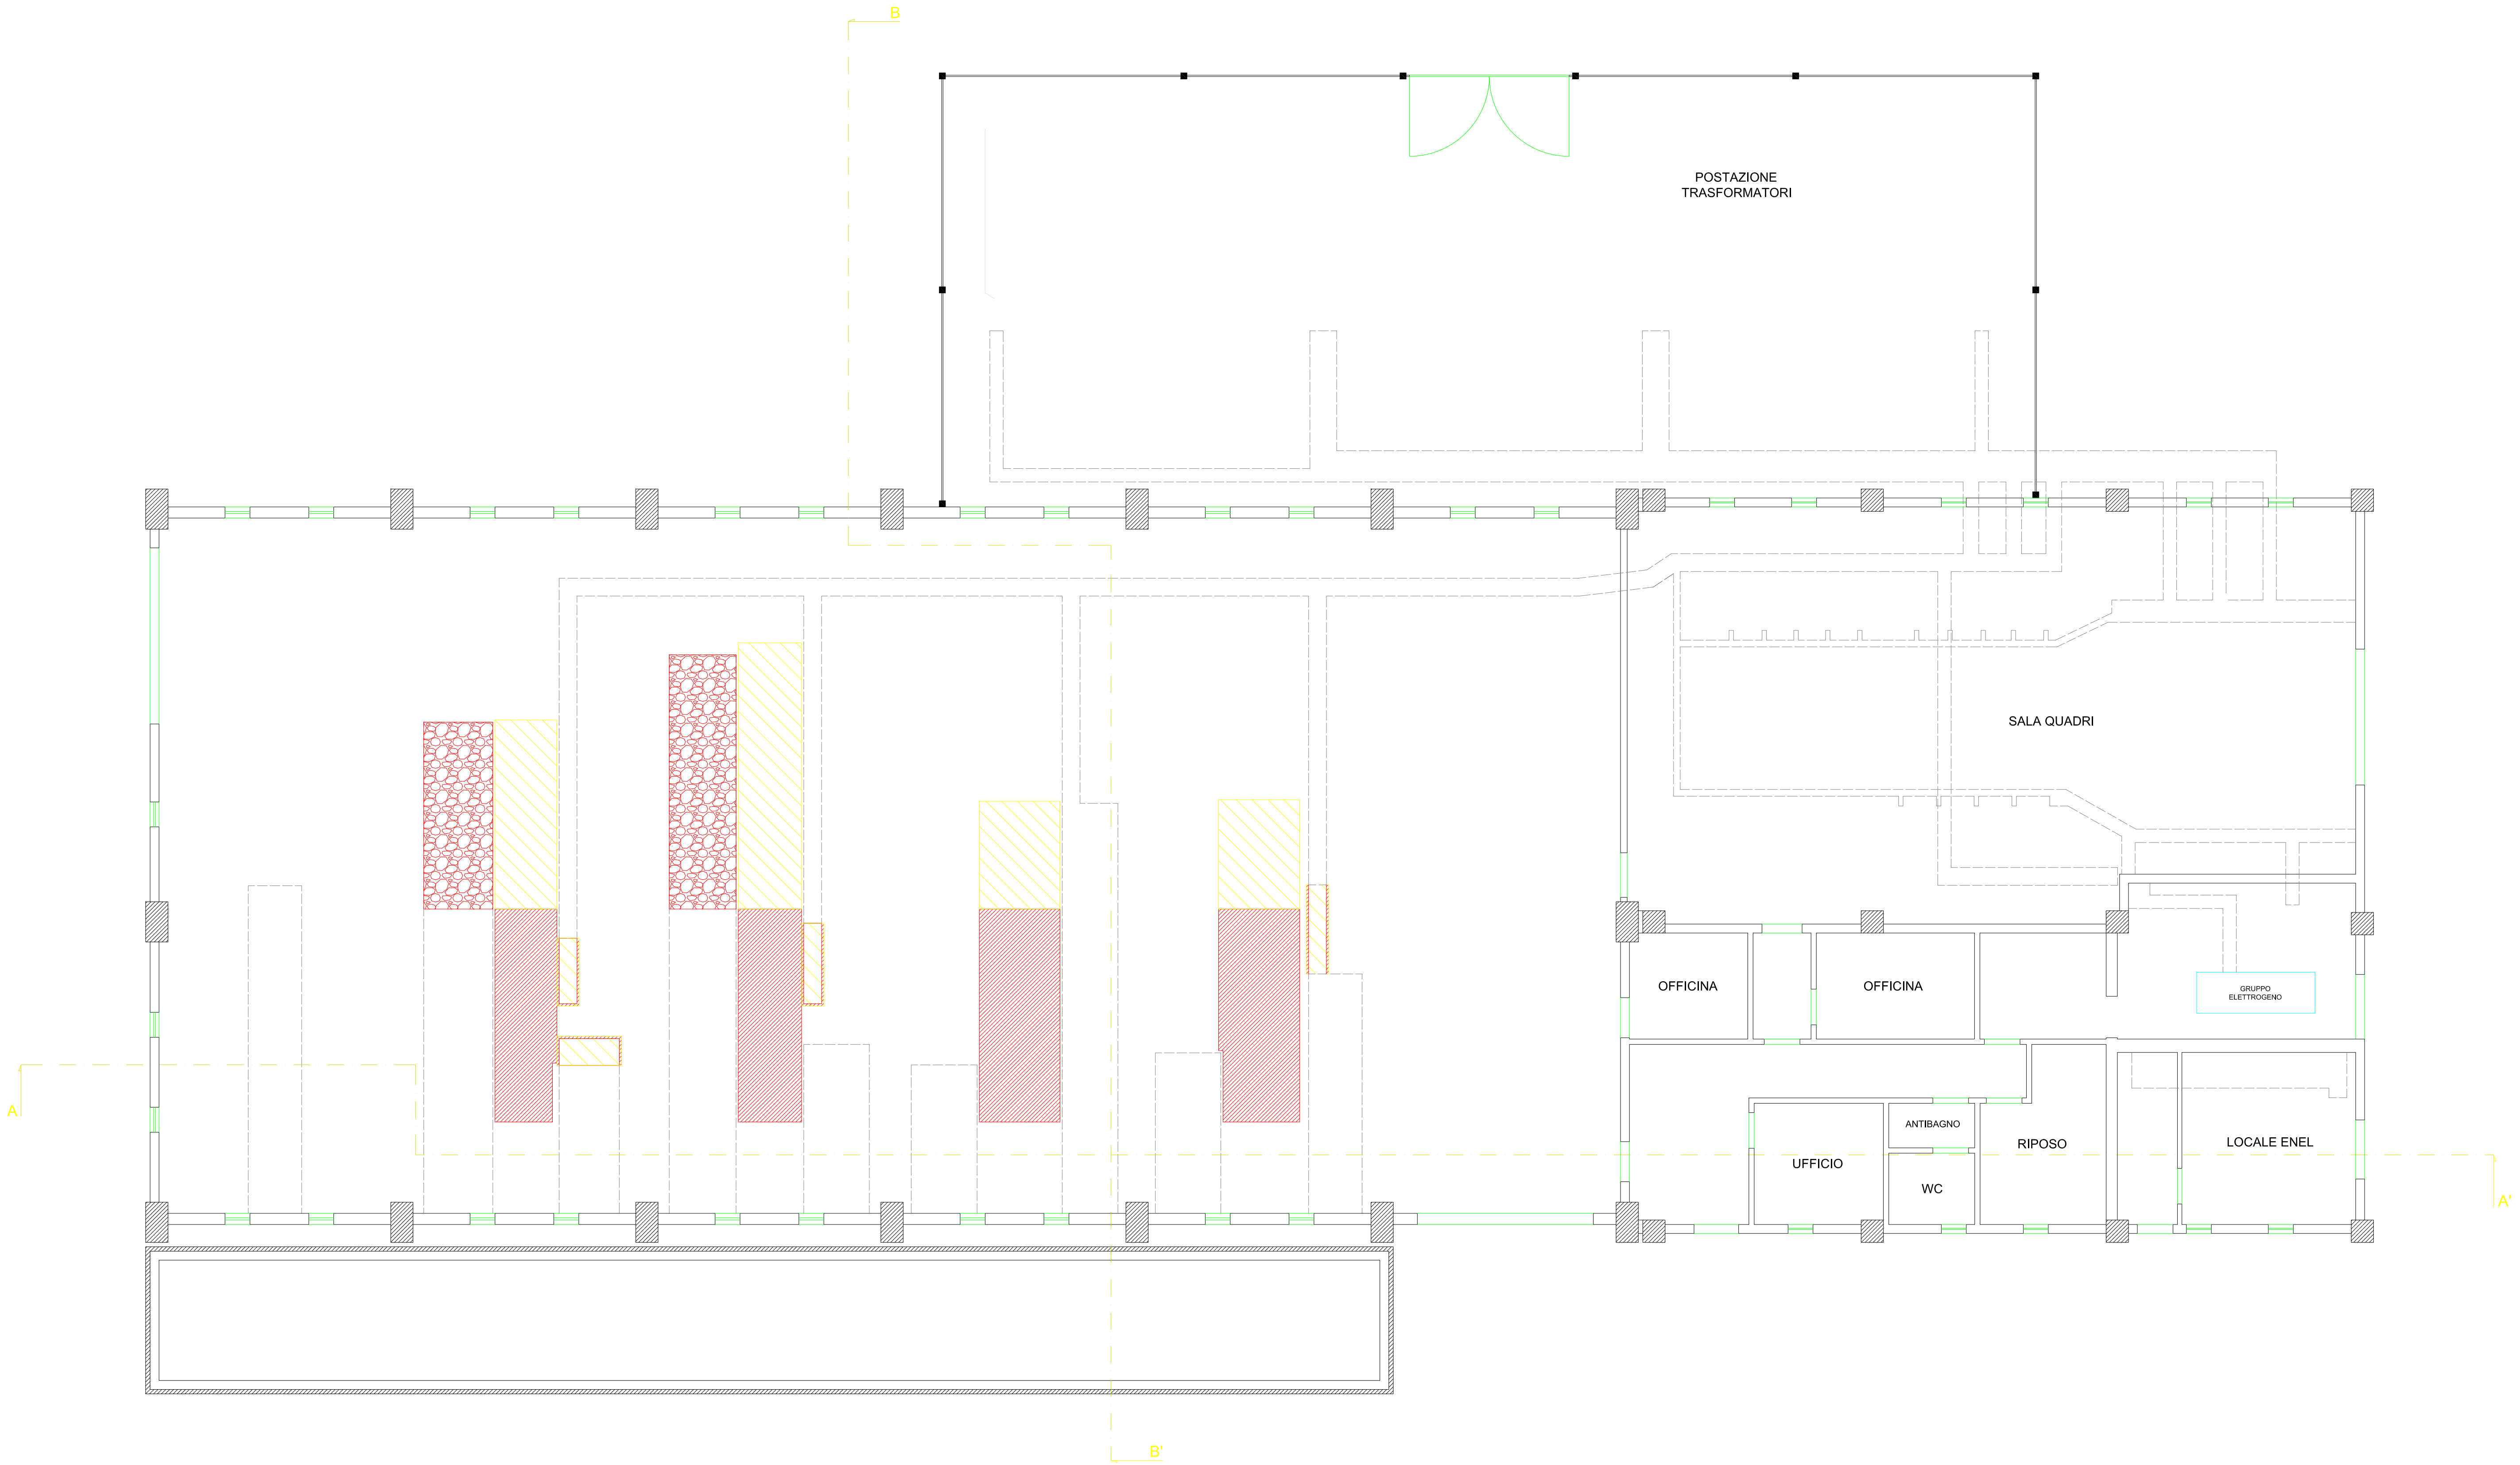 B
POSTAZIONE
TRASFORMATORI
SALA QUADRI
OFFICINA
OFFICINA
GRUPPO
ELETTROGENO
A
ANTIBAGNO
RIPOSO
LOCALE ENEL
UFFICIO
WC
A'
B'